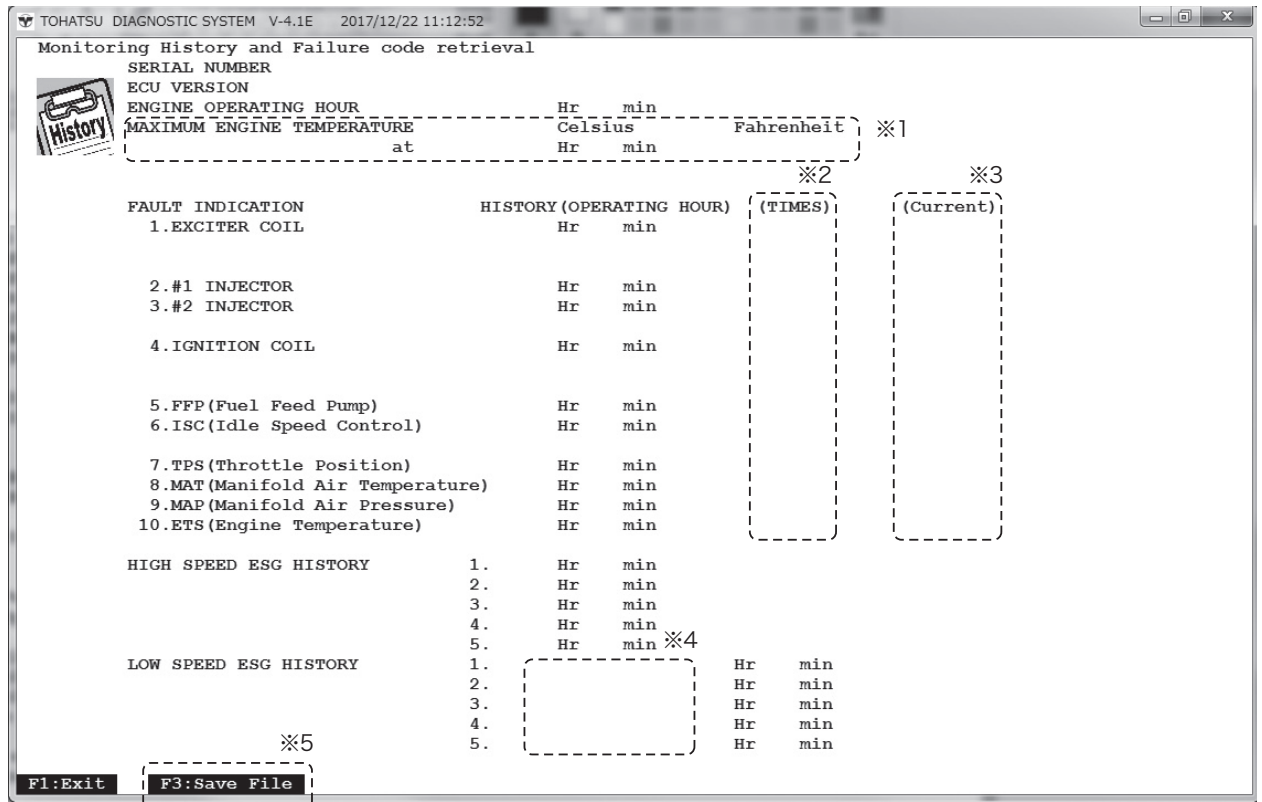 TOHATSU DIAGNOSTIC SYSTEM V-4.1E 2017/12/22 11:12:52
Monitoring History and Failure code retrieval
History
SERIAL NUMBER
ECU VERSION
ENGINE OPERATING HOUR Hr min
MAXIMUM ENGINE TEMPERATURE Celsius Fahrenheit ※1
at Hr min
※2 ※3
FAULT INDICATION HISTORY(OPERATING HOUR) (TIMES) (Current)
1.EXCITER COIL Hr min
2.#1 INJECTOR Hr min
3.#2 INJECTOR Hr min
4.IGNITION COIL Hr min
5.FFP(Fuel Feed Pump) Hr min
6.ISC(Idle Speed Control) Hr min
7.TPS(Throttle Position) Hr min
8.MAT(Manifold Air Temperature) Hr min
9.MAP(Manifold Air Pressure) Hr min
10.ETS(Engine Temperature) Hr min
HIGH SPEED ESG HISTORY 1. Hr min
2. Hr min
3. Hr min
4. Hr min
5. Hr min ※4
LOW SPEED ESG HISTORY 1. Hr min
2. Hr min
3. Hr min
4. Hr min
5. Hr min
※5
F1:Exit F3:Save File